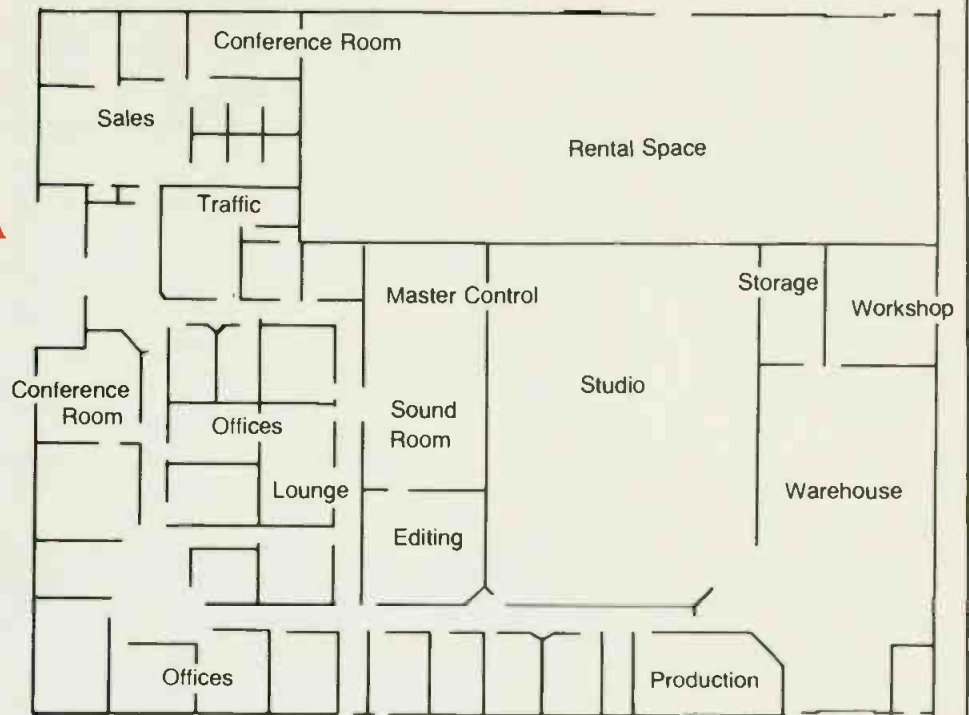 Conference Room
Sales
Rental Space
Traffic
Storage
Master Control
Workshop
Studio
Conference
Room
Sound
Room
Offices
Lounge
Warehouse
Editing
Offices
Production